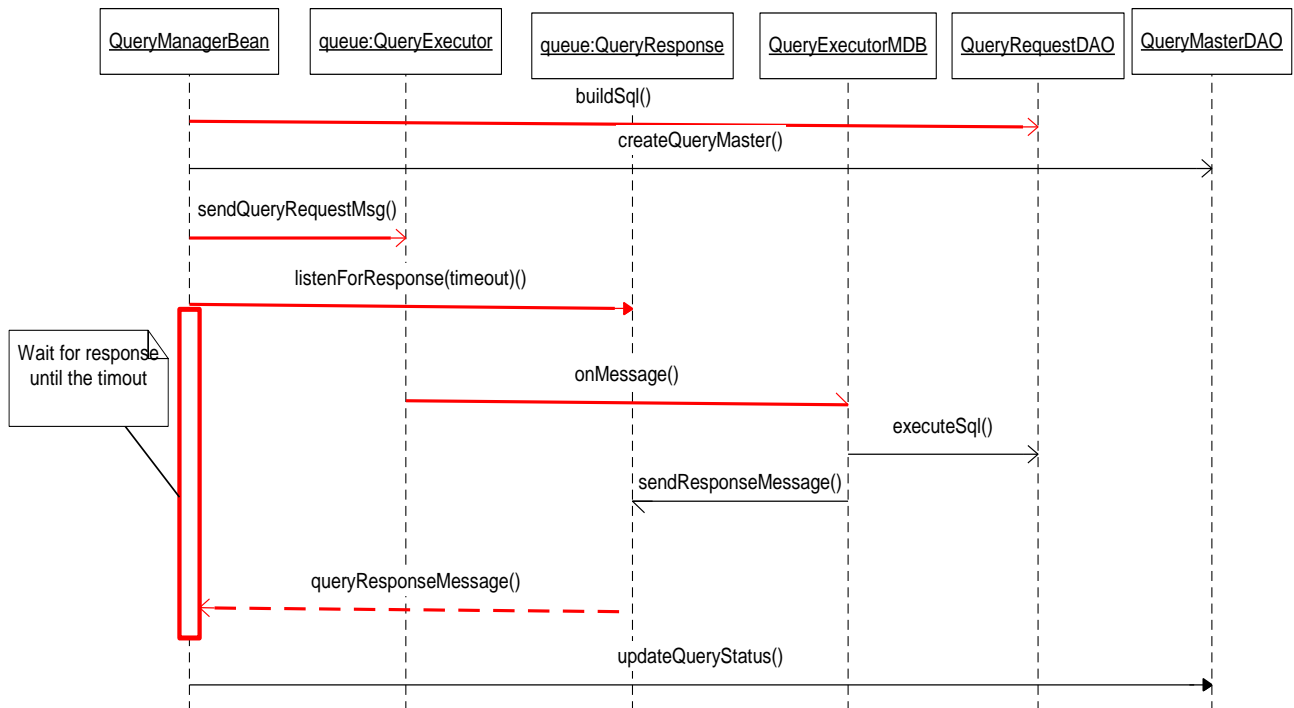 QueryManagerBean
queue:QueryExecutor
queue:QueryResponse
QueryExecutorMDB
QueryRequestDAO
QueryMasterDAO
buildSql()
createQueryMaster()
sendQueryRequestMsg()
listenForResponse(timeout)()
Wait for response
until the timout
onMessage()
executeSql()
sendResponseMessage()
queryResponseMessage()
updateQueryStatus()